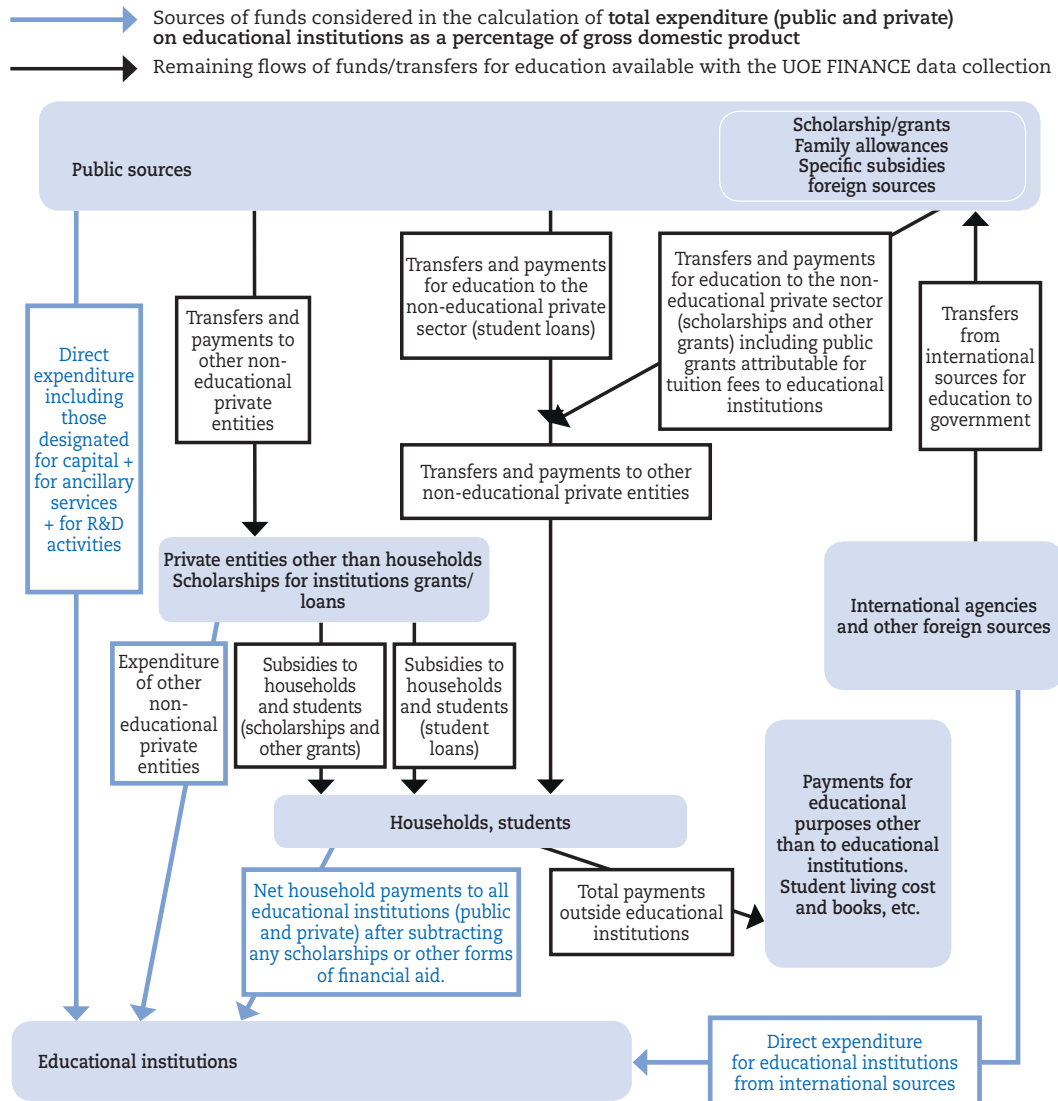 Sources of funds considered in the calculation of total expenditure (public and private)
on educational institutions as a percentage of gross domestic product
Remaining flows of funds/transfers for education available with the UOE FINANCE data collection
Scholarship/grants
Family allowances
Specific subsidies
foreign sources
Public sources
Transfers and payments
for education to the
non-educational private
sector (student loans)
Transfers and payments
for education to the non-
educational private sector
(scholarships and other
grants) including public
grants attributable for
tuition fees to educational
institutions
Transfers
from
international
sources for
education to
government
Transfers and
payments to
other non-
educational
private
entities
Direct
expenditure
including
those
designated
for capital +
for ancillary
services
+ for R&D
activities
Transfers and payments to other
non-educational private entities
Private entities other than households
Scholarships for institutions grants/
loans
International agencies
and other foreign sources
Expenditure
of other
non-
educational
private
entities
Subsidies to
households
and students
(scholarships and
other grants)
Subsidies to
households
and students
(student
loans)
Payments for
educational
purposes other
than to educational
institutions.
Student living cost
and books, etc.
Households, students
Net household payments to all
educational institutions (public
and private) after subtracting
any scholarships or other forms
of financial aid.
Total payments
outside educational
institutions
Educational institutions
Direct expenditure
for educational institutions
from international sources